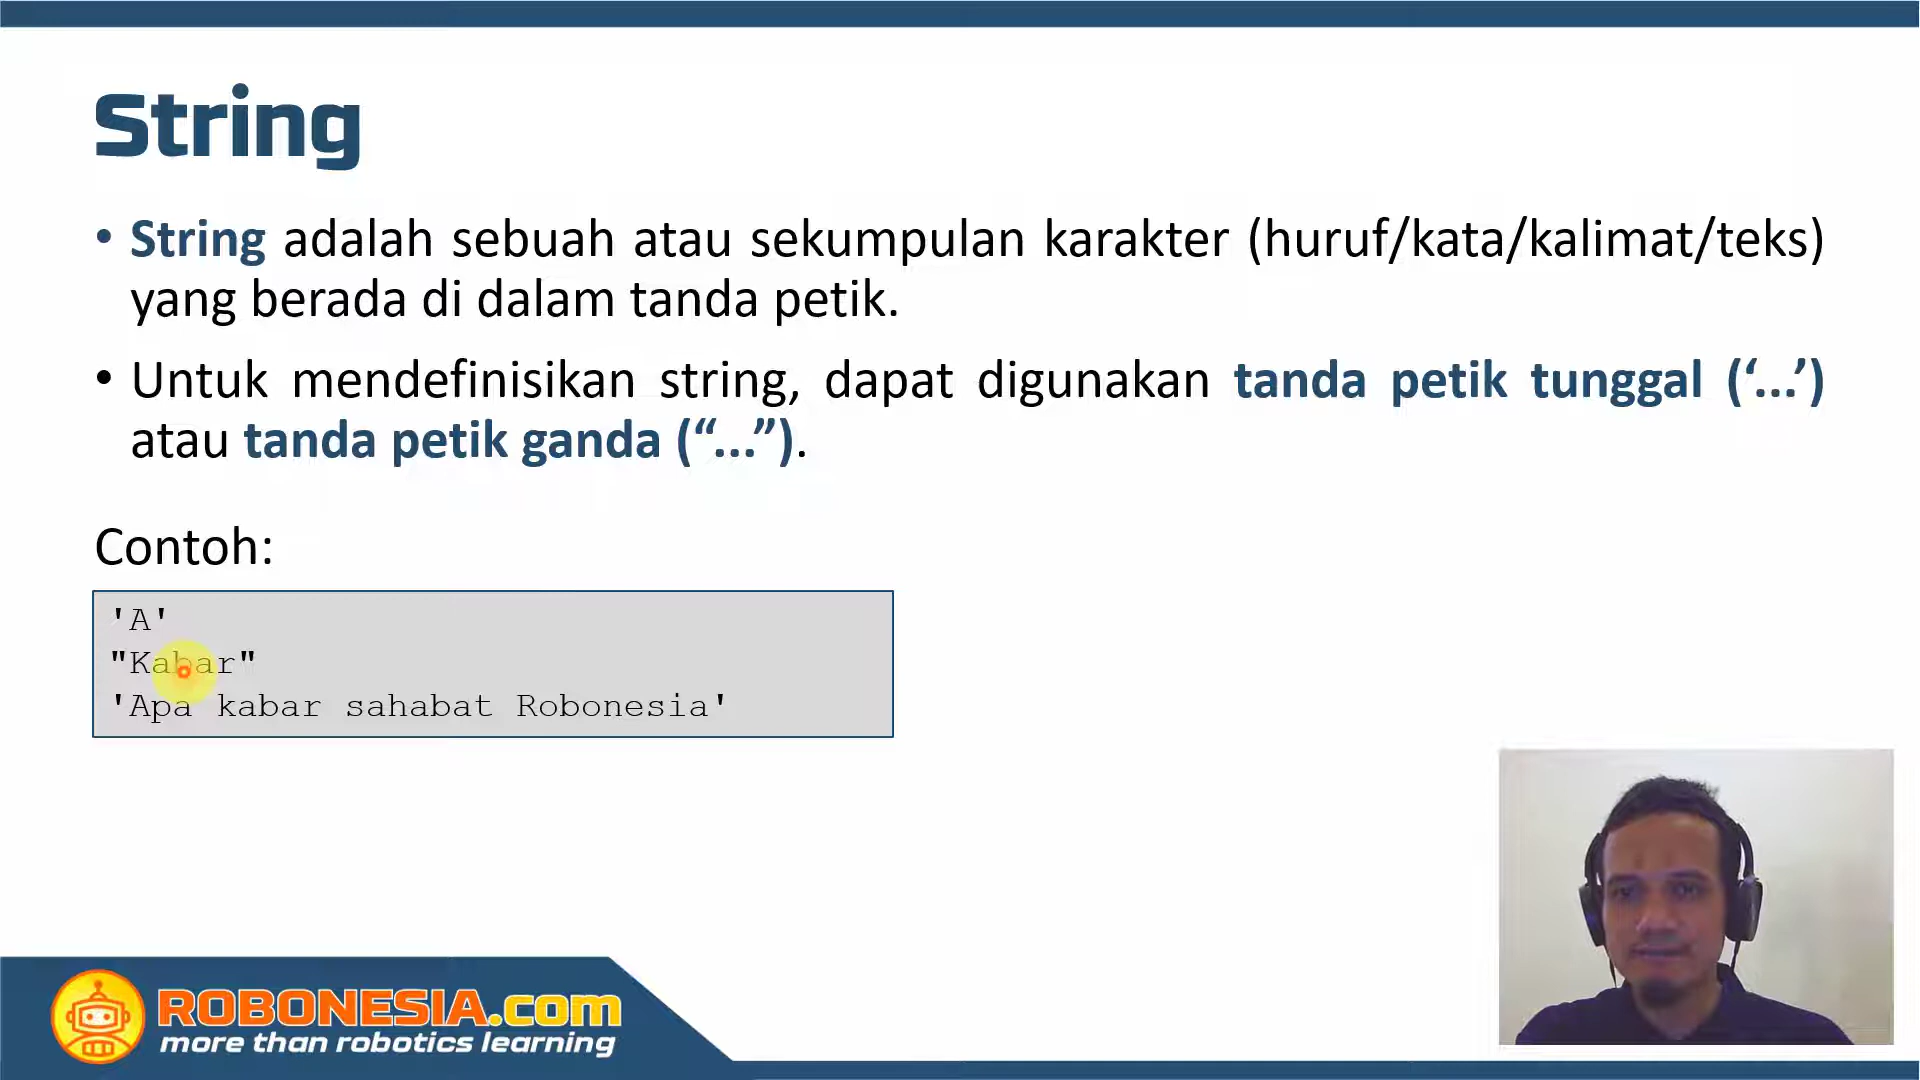 String
• String adalah sebuah atau sekumpulan karakter (huruf/kata/kalimat/teks)
yang berada di dalam tanda petik.
• Untuk mendefinisikan string, dapat digunakan tanda petik tunggal (‘...’)
atau tanda petik ganda (“...”).
Contoh:
'A'
"Kabar"
'Apa kabar sahabat Robonesia'
ROBONESIA.com
more than robotics learning